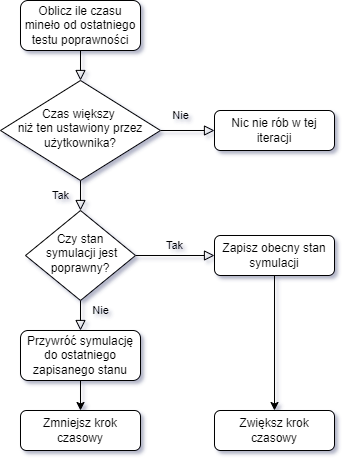 Oblicz ile czasu
mineło od ostatniego
testu poprawności
Czas większy
niż ten ustawiony przez
użytkownika?
Nie
Nic nie rób w tej
iteracji
Tak
Czy stan
symulacji jest
poprawny?
Tak
Zapisz obecny stan
symulacji
Nie
Przywróć symulację
do ostatniego
zapisanego stanu
Zmniejsz krok
czasowy
Zwiększ krok
czasowy